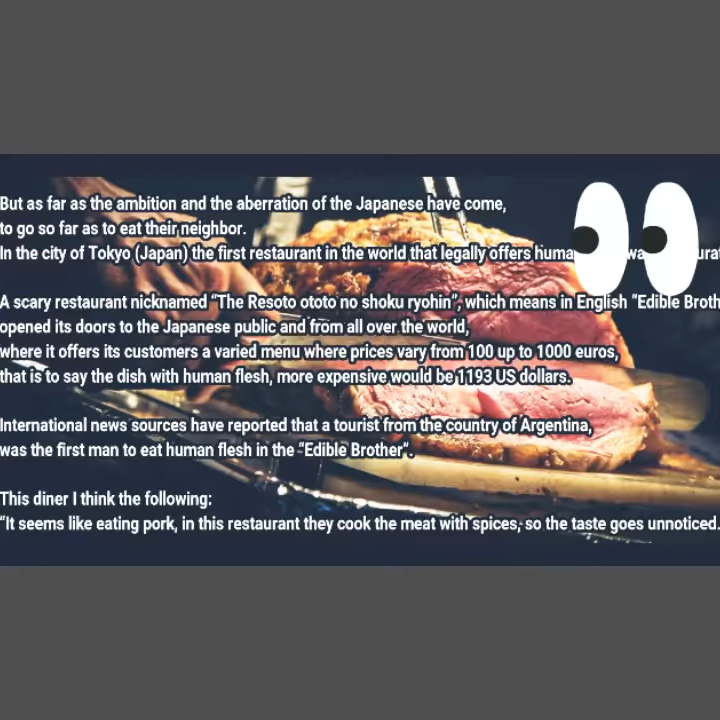 But as far as the ambition and the aberration of the Japanese have come,
to go so far as to eat their neighbor.
In the city of Tokyo (Japan) the first restaurant in the world that legally offers
A scary restaurant nicknamed “The Resoto ototo no shoku ryohin”, which means in English “Edible
opened its doors to the Japanese public and from all over the world,
where it offers its customers a varied menu where prices vary from 100 up to 1000 euros,
that is to say the dish with human flesh, more expensive would be 1193 US dollars.
International news sources have reported that a tourist from the country of Argentina,
was the first man to eat human flesh in the “Edible Brother”.
This diner I think the following:
“It seems like eating pork, in this restaurant they cook the meat with spices, so the taste goes unnoticed.